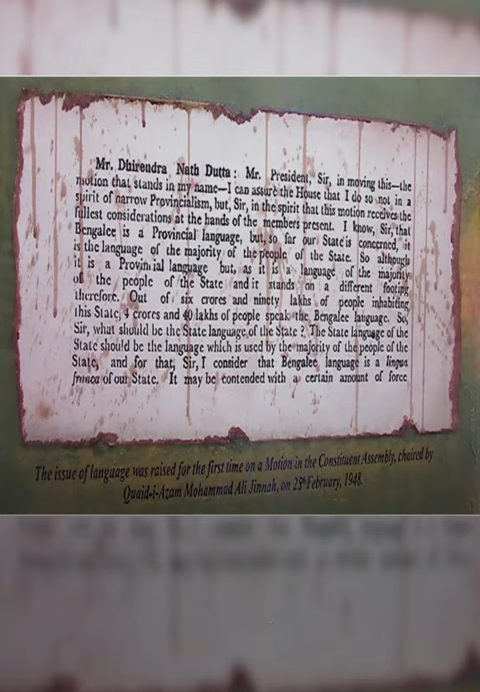 Mr. Dhirendra Nath Dutta : Mr. President, Sir, in moving this—the
motion that stands in my name—I can assure the House that I do so not in a
spirit of narrow Provincialism, but, Sir, in the spirit that this motion receives the
fullest considerations at the hands of the members present. I know, Sir, that
Bengalee is a Provincial language, but, so far our State is concerned, it
is the language of the majority of the people of the State. So although
it is a Provincial language but, as it is a language of the majority
of the people of the State and it stands on a different footing
therefore. Out of six crores and ninety lakhs of people inhabiting
this State, 4 crores and 40 lakhs of people speak the Bengalee language. So,
Sir, what should be the State language of the State ? The State language of the
State should be the language which is used by the majority of the people of the
State, and for that, Sir, I consider that Bengalee language is a lingua
franca of our State. It may be contended with a certain amount of force
The issue of language was raised for the first time on a Motion in the Constituent Assembly, chaired by
Quaid-i-Azam Mohammad Ali Jinnah, on 25th February, 1948.